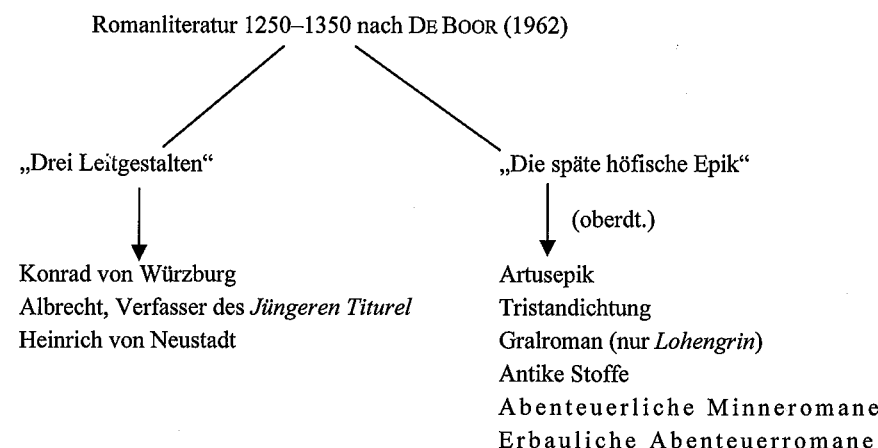 Romanliteratur 1250–1350 nach DE BOOR (1962)
„Drei Leitgestalten“
„Die späte höfische Epik“
(oberdt.)
Konrad von Würzburg
Albrecht, Verfasser des Jüngeren Titurel
Heinrich von Neustadt
Artusepik
Tristandichtung
Gralroman (nur Lohengrin)
Antike Stoffe
Abenteuerliche Minneromane
Erbauliche Abenteuerromane